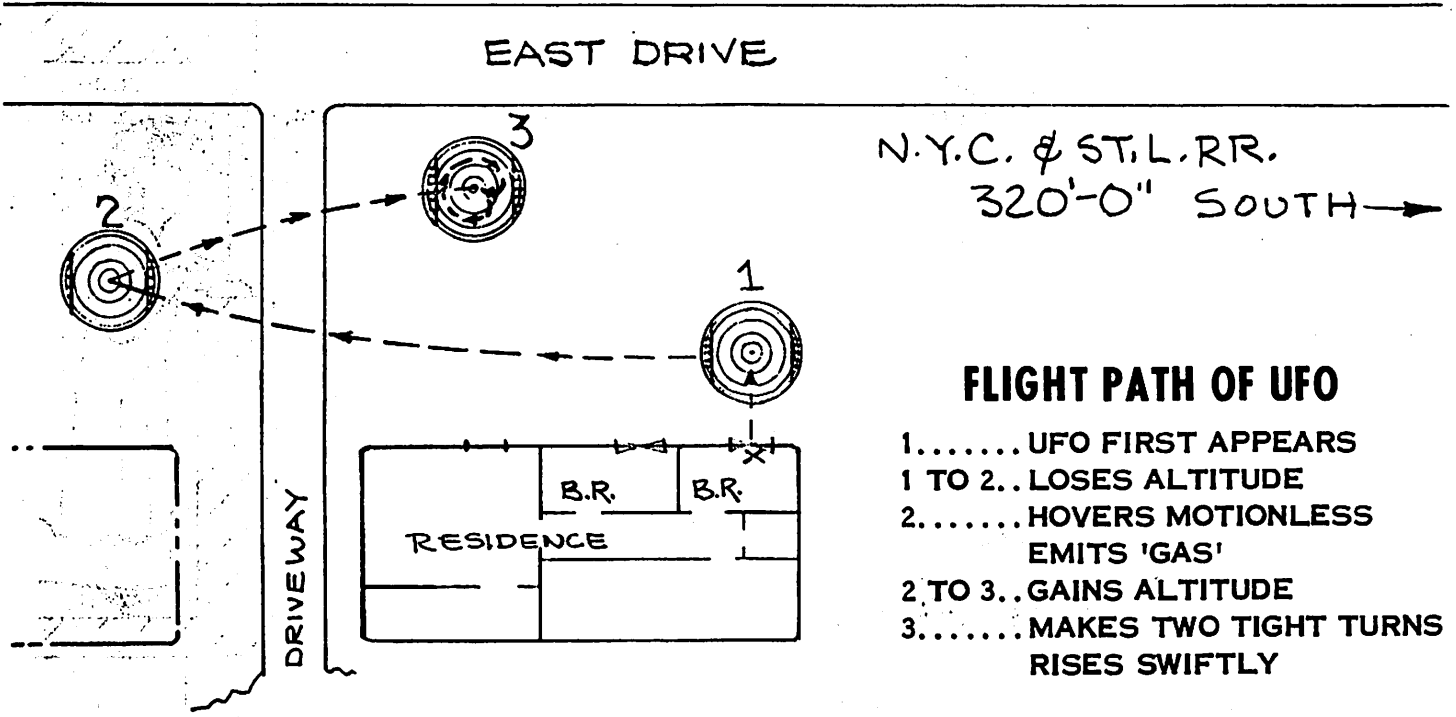 EAST DRIVE
N.Y.C. & ST.L.RR.
320'-0" SOUTH
3
2
1
FLIGHT PATH OF UFO
1.......UFO FIRST APPEARS
1 TO 2..LOSES ALTITUDE
2.......HOVERS MOTIONLESS
EMITS 'GAS'
2 TO 3..GAINS ALTITUDE
3.......MAKES TWO TIGHT TURNS
RISES SWIFTLY
X
B.R.
B.R.
RESIDENCE
DRIVEWAY